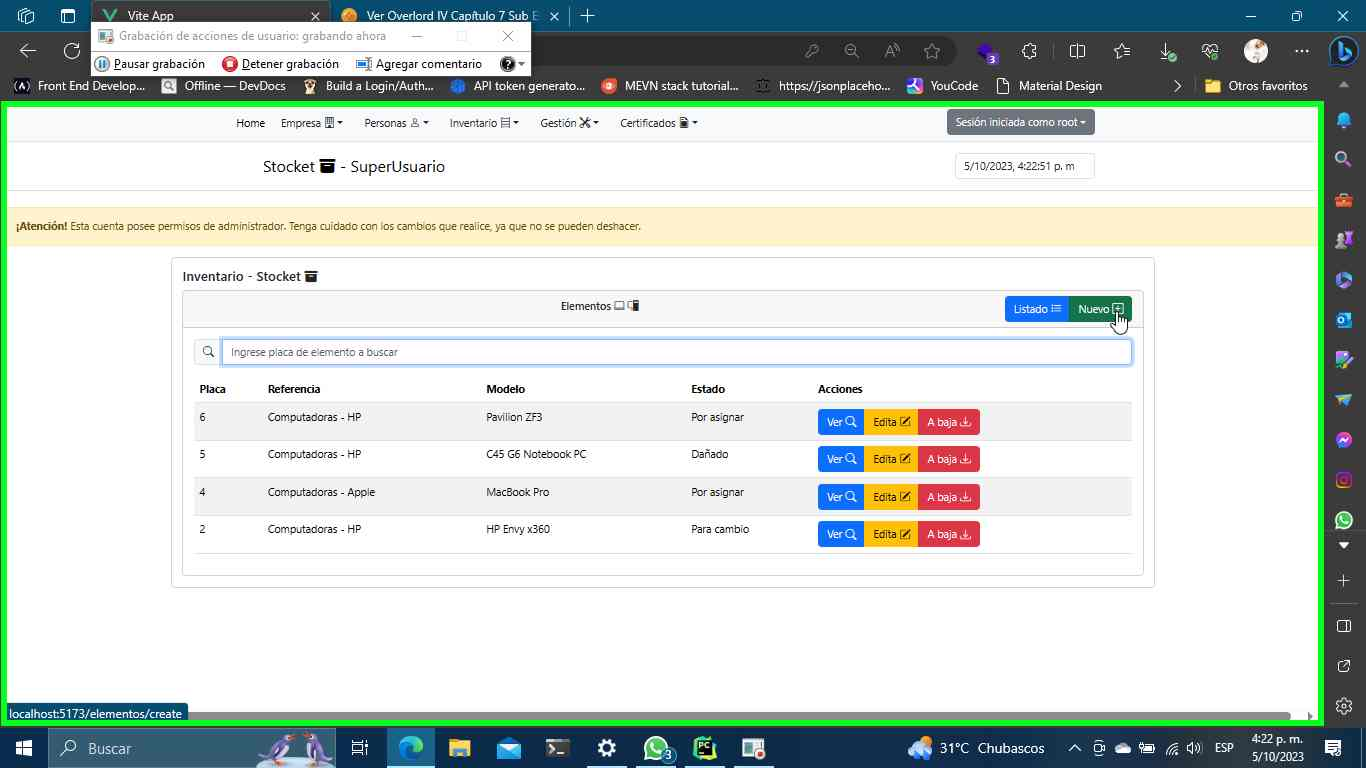 Vite App
Ver Overlord IV Capítulo 7 Sub E
Grabación de acciones de usuario: grabando ahora
Pausar grabación
Detener grabación
Agregar comentario
3
Front End Develop...
Offline — DevDocs
Build a Login/Auth...
API token generato...
MEVN stack tutorial...
https://jsonplaceho...
YouCode
Material Design
Otros favoritos
Home
Empresa
Personas
Inventario
Gestión
Certificados
Sesión iniciada como root
Stocket - SuperUsuario
5/10/2023, 4:22:51 p. m
¡Atención! Esta cuenta posee permisos de administrador. Tenga cuidado con los cambios que realice, ya que no se pueden deshacer.
Inventario - Stocket
Elementos
Listado
Nuevo
Ingrese placa de elemento a buscar
Placa Referencia Modelo Estado Acciones
6 Computadoras - HP Pavilion ZF3 Por asignar Ver Edita A baja
5 Computadoras - HP C45 G6 Notebook PC Dañado Ver Edita A baja
4 Computadoras - Apple MacBook Pro Por asignar Ver Edita A baja
2 Computadoras - HP HP Envy x360 Para cambio Ver Edita A baja
localhost:5173/elementos/create
Buscar
3
PC
31°C Chubascos
ESP
4:22 p. m.
5/10/2023